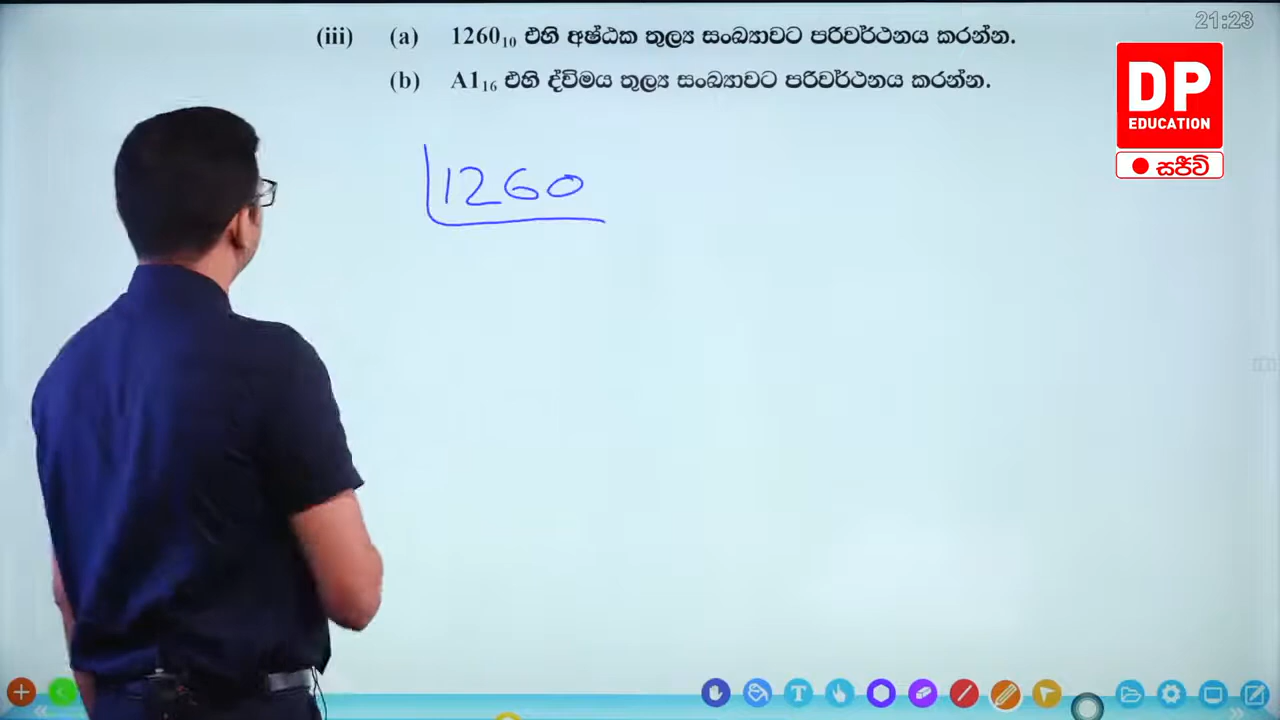 21:23
(iii) (a) 1260₁₀ එහි අෂ්ඨක තුල්‍ය සංඛ්‍යාවට පරිවර්ථනය කරන්න.
(b) A1₁₆ එහි ද්විමය තුල්‍ය සංඛ්‍යාවට පරිවර්ථනය කරන්න.
DP
EDUCATION
සජීවි
1260